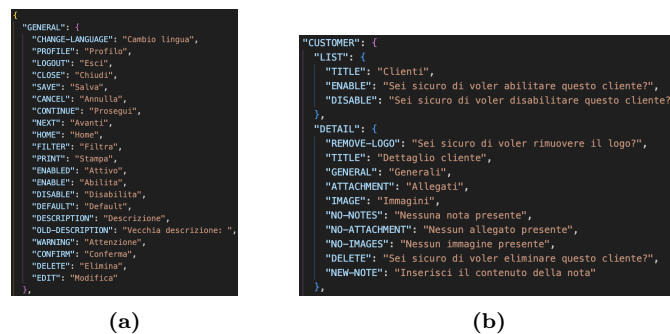 {
"GENERAL": {
"CHANGE-LANGUAGE": "Cambio lingua",
"PROFILE": "Profilo",
"LOGOUT": "Esci",
"CLOSE": "Chiudi",
"SAVE": "Salva",
"CANCEL": "Annulla",
"CONTINUE": "Prosegui",
"NEXT": "Avanti",
"HOME": "Home",
"FILTER": "Filtra",
"PRINT": "Stampa",
"ENABLED": "Attivo",
"ENABLE": "Abilita",
"DISABLE": "Disabilita",
"DEFAULT": "Default",
"DESCRIPTION": "Descrizione",
"OLD-DESCRIPTION": "Vecchia descrizione: ",
"WARNING": "Attenzione",
"CONFIRM": "Conferma",
"DELETE": "Elimina",
"EDIT": "Modifica"
},
(a)
"CUSTOMER": {
"LIST": {
"TITLE": "Clienti",
"ENABLE": "Sei sicuro di voler abilitare questo cliente?",
"DISABLE": "Sei sicuro di voler disabilitare questo cliente?
},
"DETAIL": {
"REMOVE-LOGO": "Sei sicuro di voler rimuovere il logo?",
"TITLE": "Dettaglio cliente",
"GENERAL": "Generali",
"ATTACHMENT": "Allegati",
"IMAGE": "Immagini",
"NO-NOTES": "Nessuna nota presente",
"NO-ATTACHMENT": "Nessun allegato presente",
"NO-IMAGES": "Nessun immagine presente",
"DELETE": "Sei sicuro di voler eliminare questo cliente?",
"NEW-NOTE": "Inserisci il contenuto della nota"
},
(b)